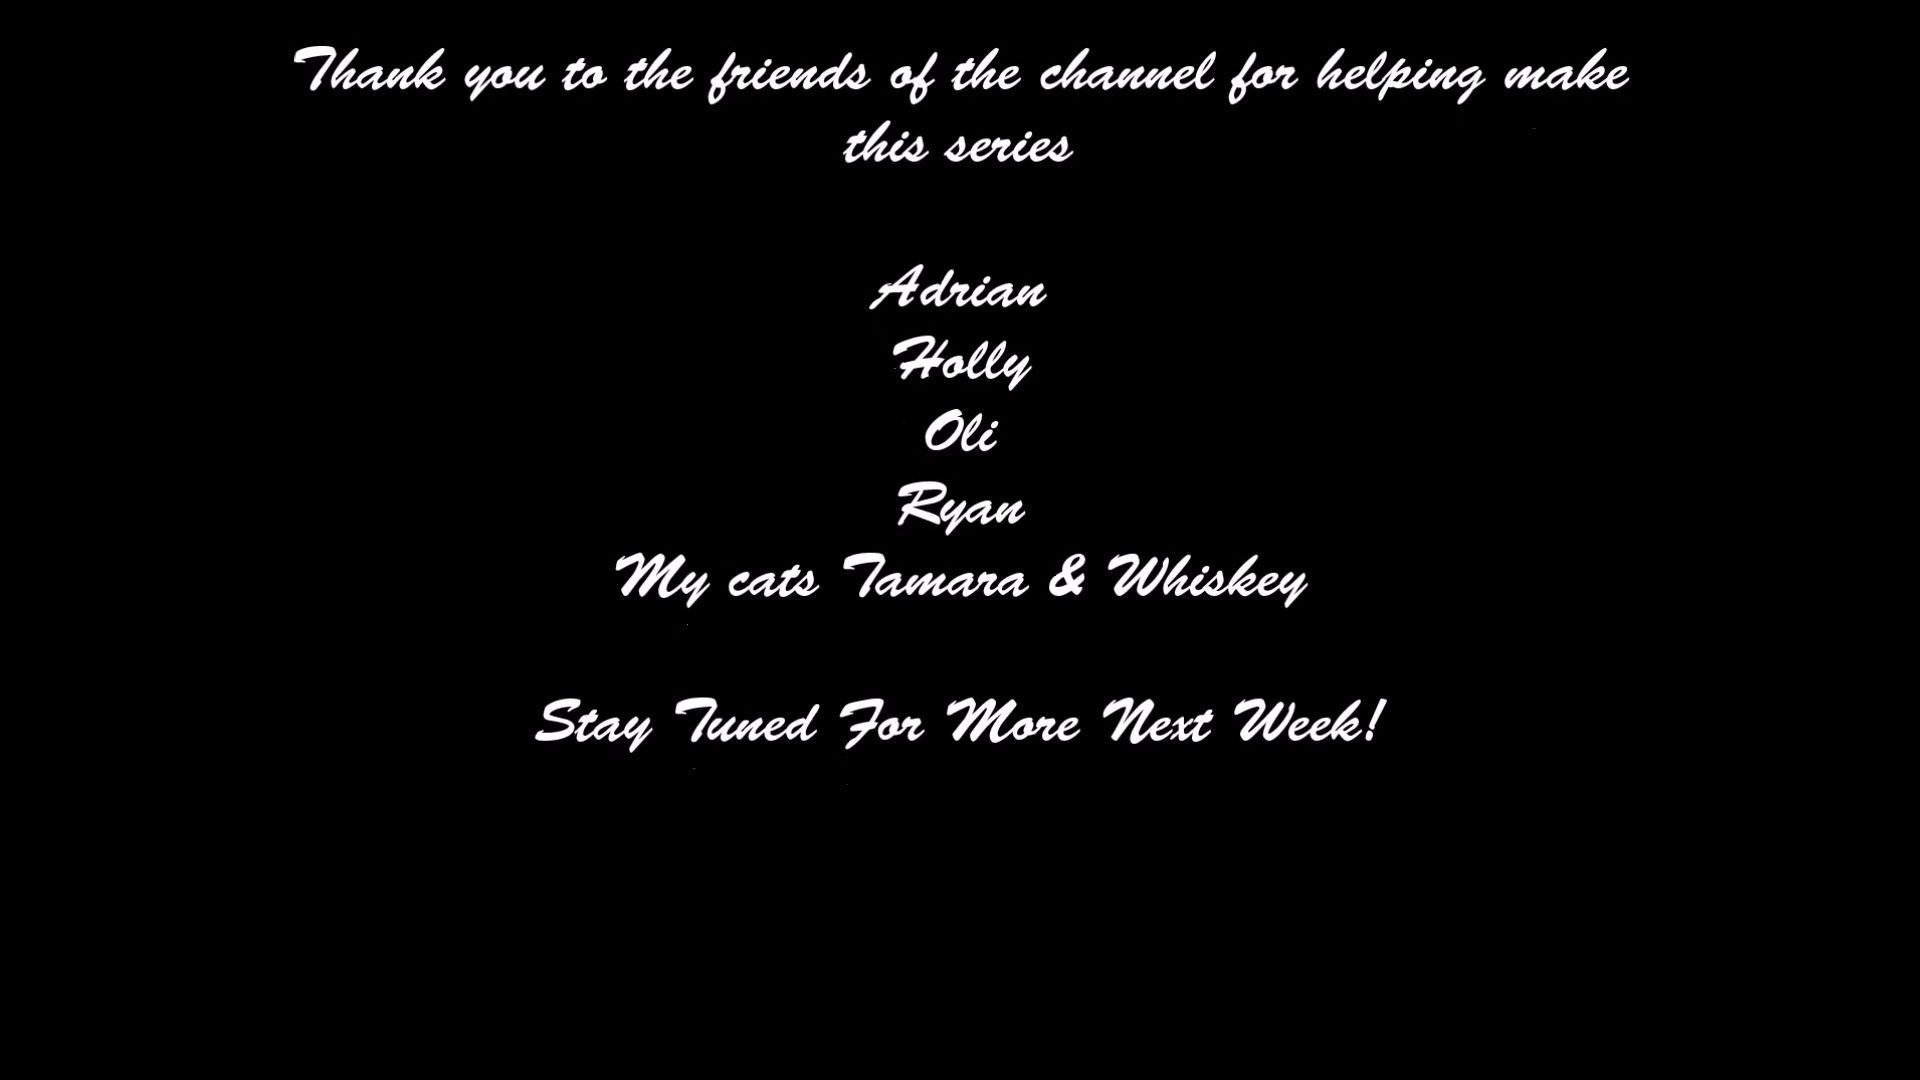 Thank you to the friends of the channel for helping make
this series
Adrian
Holly
Oli
Ryan
My cats Tamara & Whiskey
Stay Tuned For More Next Week!